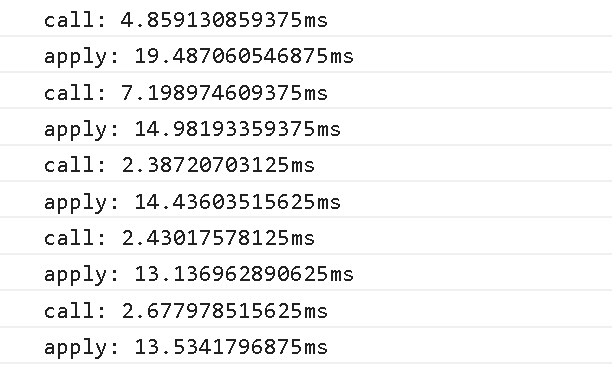 call: 4.859130859375ms
apply: 19.487060546875ms
call: 7.198974609375ms
apply: 14.98193359375ms
call: 2.38720703125ms
apply: 14.43603515625ms
call: 2.43017578125ms
apply: 13.136962890625ms
call: 2.677978515625ms
apply: 13.5341796875ms